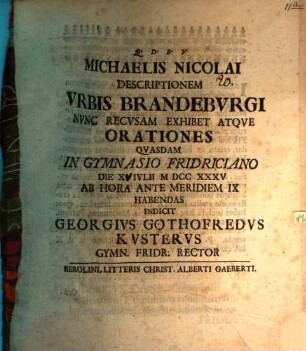 Q. D. B. V
MICHAELIS NICOLAI
DESCRIPTIONEM
VRBIS BRANDEBVRGI
NVNC RECVSAM EXHIBET ATQVE
ORATIONES
QVASDAM
IN GYMNASIO FRIDRICIANO
DIE XV IVLII M DCC XXXV
AB HORA ANTE MERIDIEM IX
HABENDAS
INDICIT
GEORGIVS GOTHOFREDVS
KVSTERVS
GYMN. FRIDR: RECTOR
BEROLINI, LITTERIS CHRIST. ALBERTI GAEBERTI.